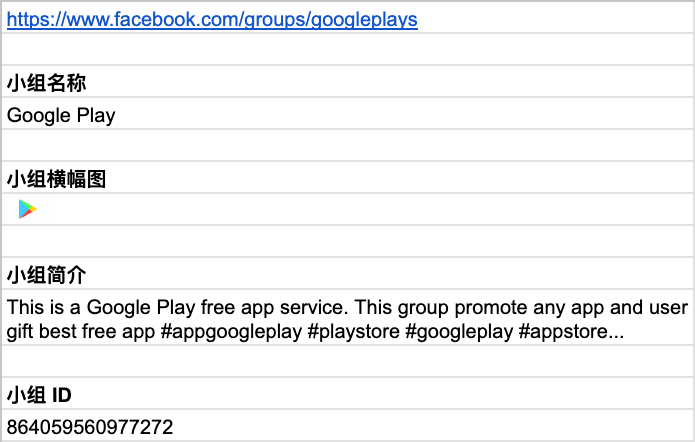 https://www.facebook.com/groups/googleplays
小组名称
Google Play
小组横幅图
小组简介
This is a Google Play free app service. This group promote any app and user
gift best free app #appgoogleplay #playstore #googleplay #appstore...
小组 ID
864059560977272